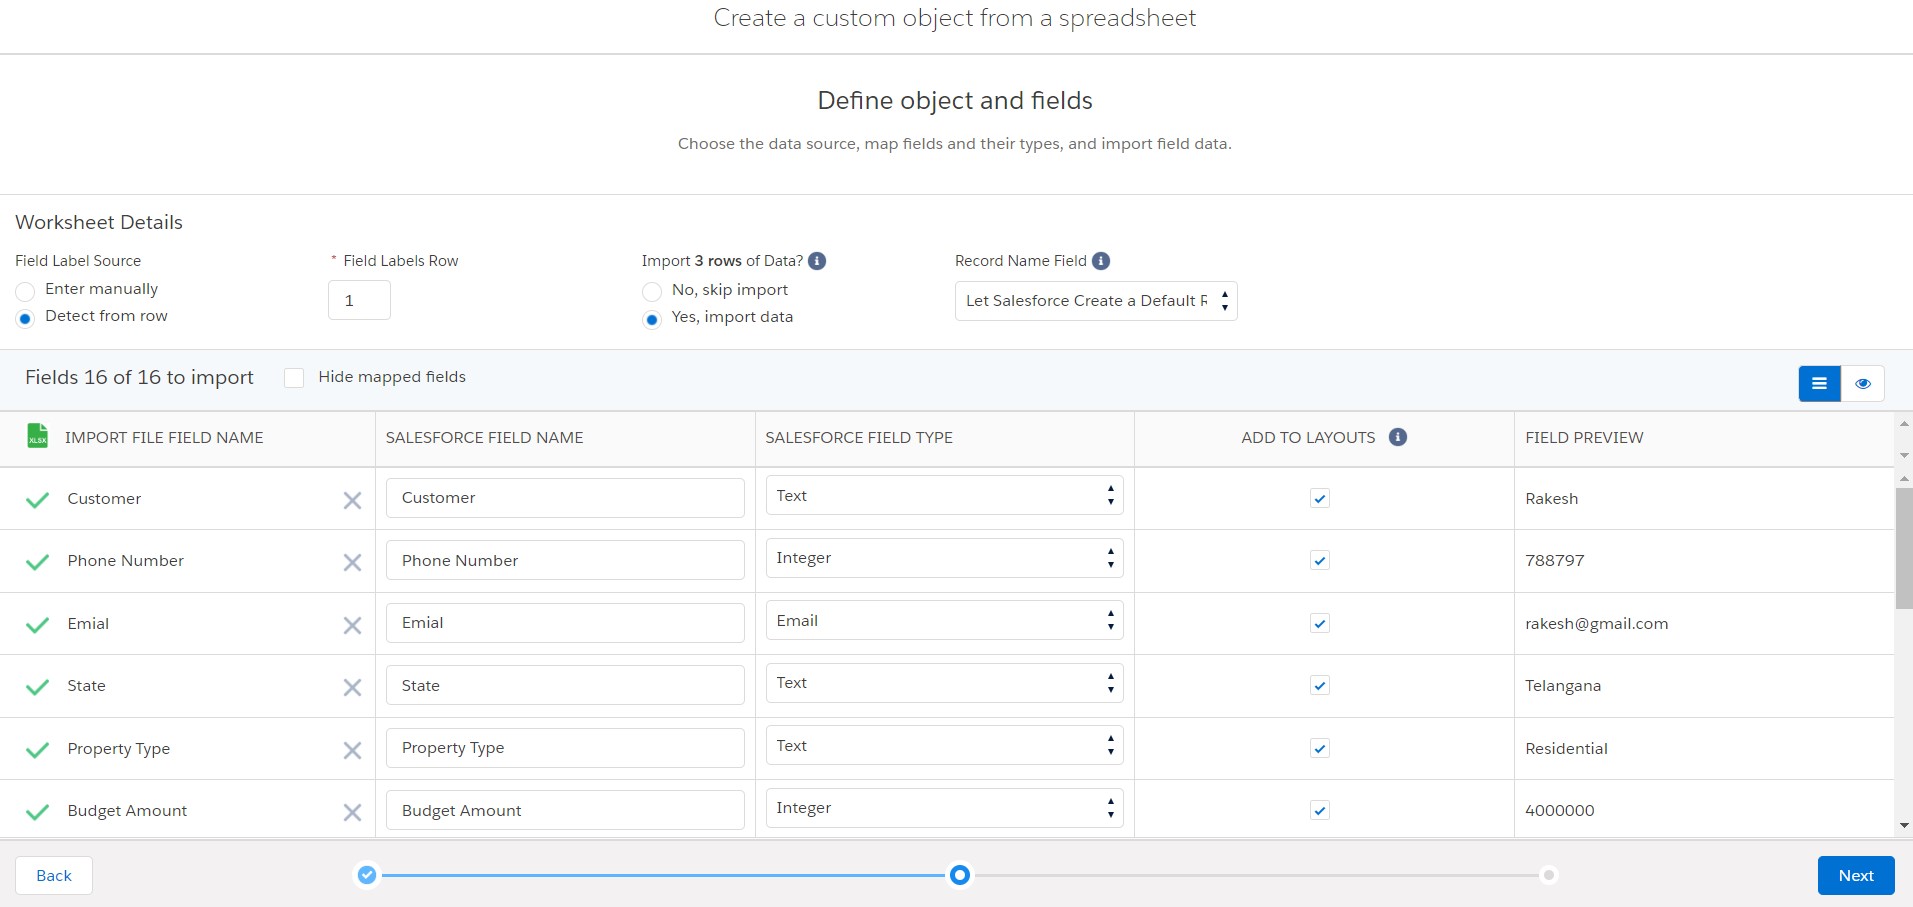 Create a custom object from a spreadsheet
Define object and fields
Choose the data source, map fields and their types, and import field data.
Worksheet Details
Field Label Source
Enter manually
Detect from row
* Field Labels Row
1
Import 3 rows of Data?
No, skip import
Yes, import data
Record Name Field
Let Salesforce Create a Default R
Fields 16 of 16 to import
Hide mapped fields
XLSX IMPORT FILE FIELD NAME SALESFORCE FIELD NAME SALESFORCE FIELD TYPE ADD TO LAYOUTS FIELD PREVIEW
Customer Customer Text Rakesh
Phone Number Phone Number Integer 788797
Emial Emial Email rakesh@gmail.com
State State Text Telangana
Property Type Property Type Text Residential
Budget Amount Budget Amount Integer 4000000
Back Next